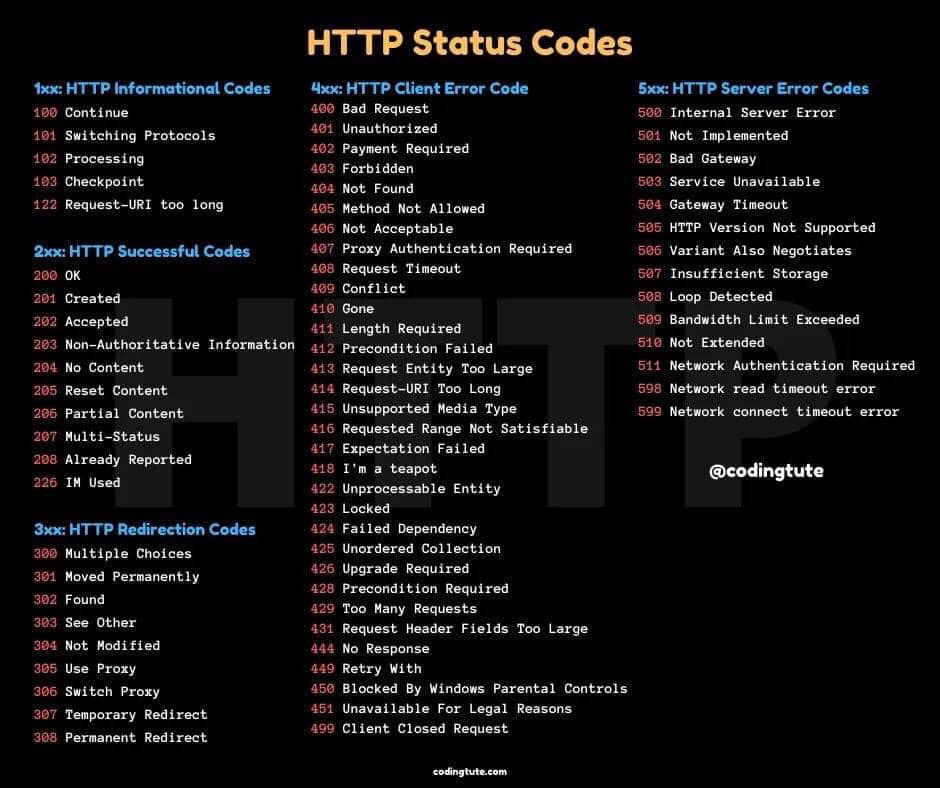 HTTP Status Codes
1xx: HTTP Informational Codes
100 Continue
101 Switching Protocols
102 Processing
103 Checkpoint
122 Request-URI too long
2xx: HTTP Successful Codes
200 OK
201 Created
202 Accepted
203 Non-Authoritative Information
204 No Content
205 Reset Content
206 Partial Content
207 Multi-Status
208 Already Reported
226 IM Used
3xx: HTTP Redirection Codes
300 Multiple Choices
301 Moved Permanently
302 Found
303 See Other
304 Not Modified
305 Use Proxy
306 Switch Proxy
307 Temporary Redirect
308 Permanent Redirect
4xx: HTTP Client Error Code
400 Bad Request
401 Unauthorized
402 Payment Required
403 Forbidden
404 Not Found
405 Method Not Allowed
406 Not Acceptable
407 Proxy Authentication Required
408 Request Timeout
409 Conflict
410 Gone
411 Length Required
412 Precondition Failed
413 Request Entity Too Large
414 Request-URI Too Long
415 Unsupported Media Type
416 Requested Range Not Satisfiable
417 Expectation Failed
418 I'm a teapot
422 Unprocessable Entity
423 Locked
424 Failed Dependency
425 Unordered Collection
426 Upgrade Required
428 Precondition Required
429 Too Many Requests
431 Request Header Fields Too Large
444 No Response
449 Retry With
450 Blocked By Windows Parental Controls
451 Unavailable For Legal Reasons
499 Client Closed Request
5xx: HTTP Server Error Codes
500 Internal Server Error
501 Not Implemented
502 Bad Gateway
503 Service Unavailable
504 Gateway Timeout
505 HTTP Version Not Supported
506 Variant Also Negotiates
507 Insufficient Storage
508 Loop Detected
509 Bandwidth Limit Exceeded
510 Not Extended
511 Network Authentication Required
598 Network read timeout error
599 Network connect timeout error
@codingtute
HTTP
codingtute.com